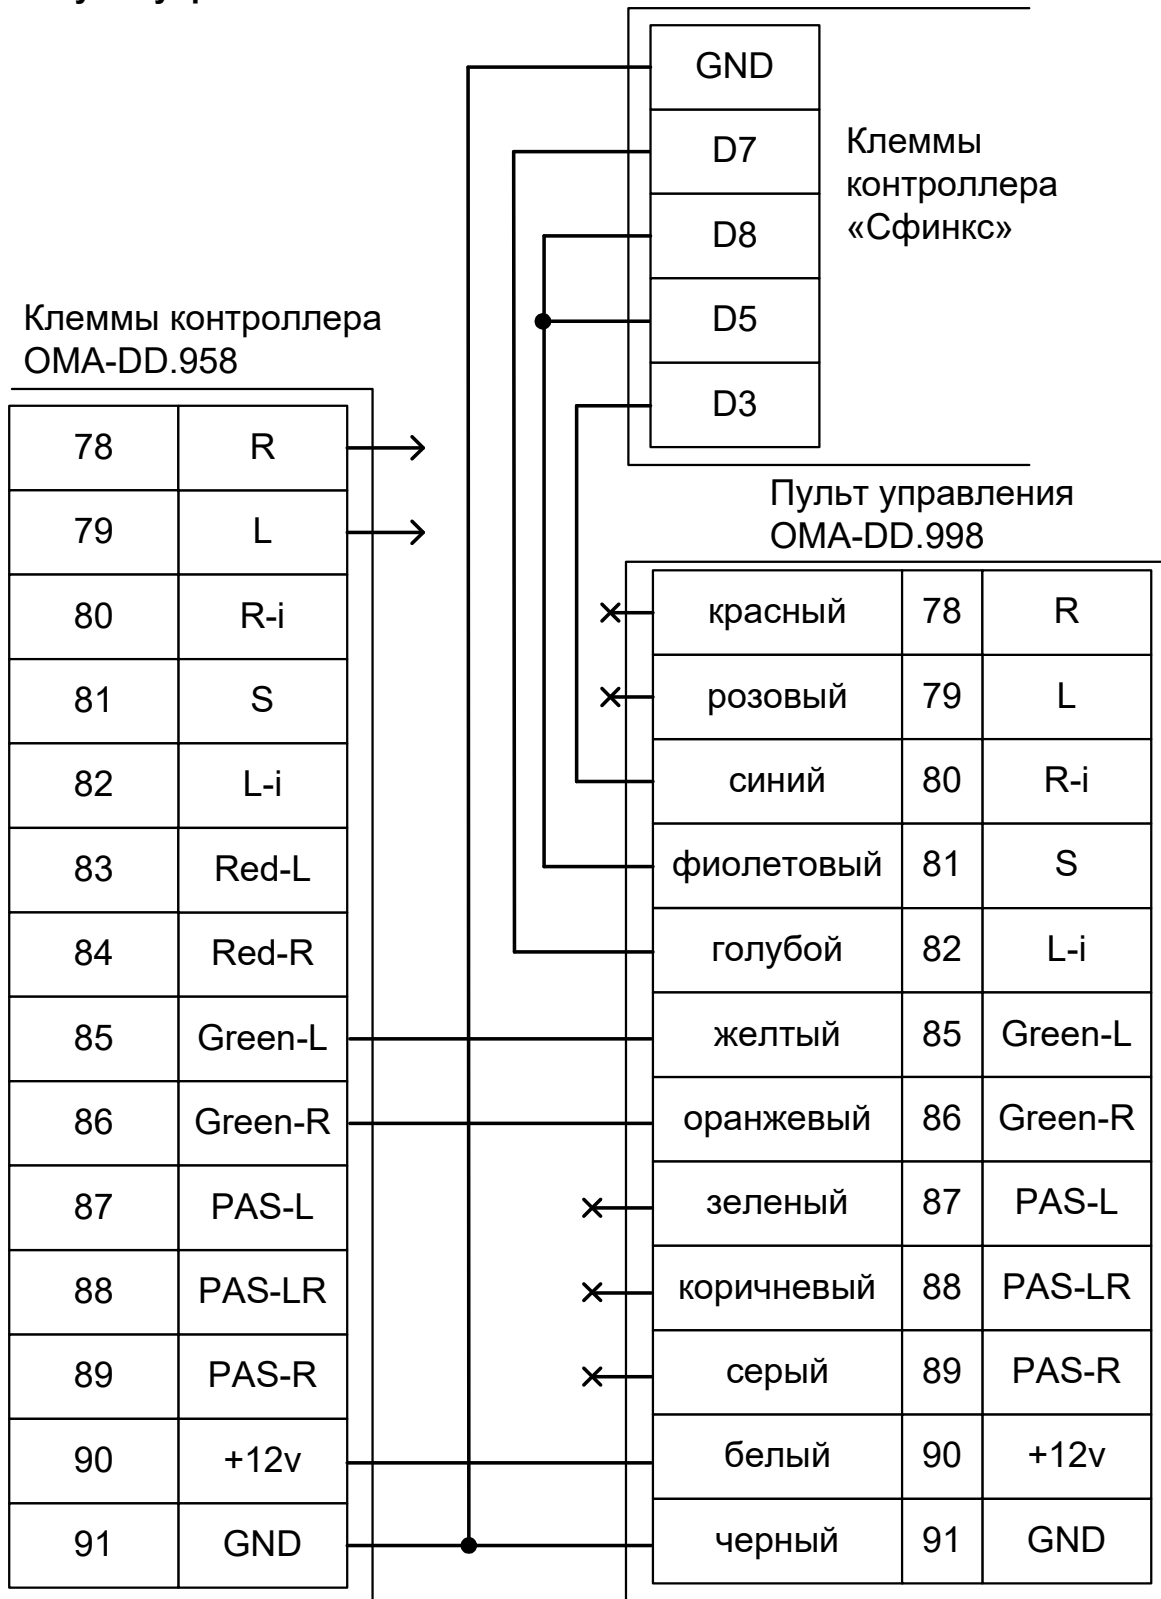 GND
D7
D8
D5
D3
Клеммы
контроллера
«Сфинкс»
Клеммы контроллера
OMA-DD.958
78 R
79 L
80 R-i
81 S
82 L-i
83 Red-L
84 Red-R
85 Green-L
86 Green-R
87 PAS-L
88 PAS-LR
89 PAS-R
90 +12v
91 GND
Пульт управления
OMA-DD.998
красный 78 R
розовый 79 L
синий 80 R-i
фиолетовый 81 S
голубой 82 L-i
желтый 85 Green-L
оранжевый 86 Green-R
зеленый 87 PAS-L
коричневый 88 PAS-LR
серый 89 PAS-R
белый 90 +12v
черный 91 GND